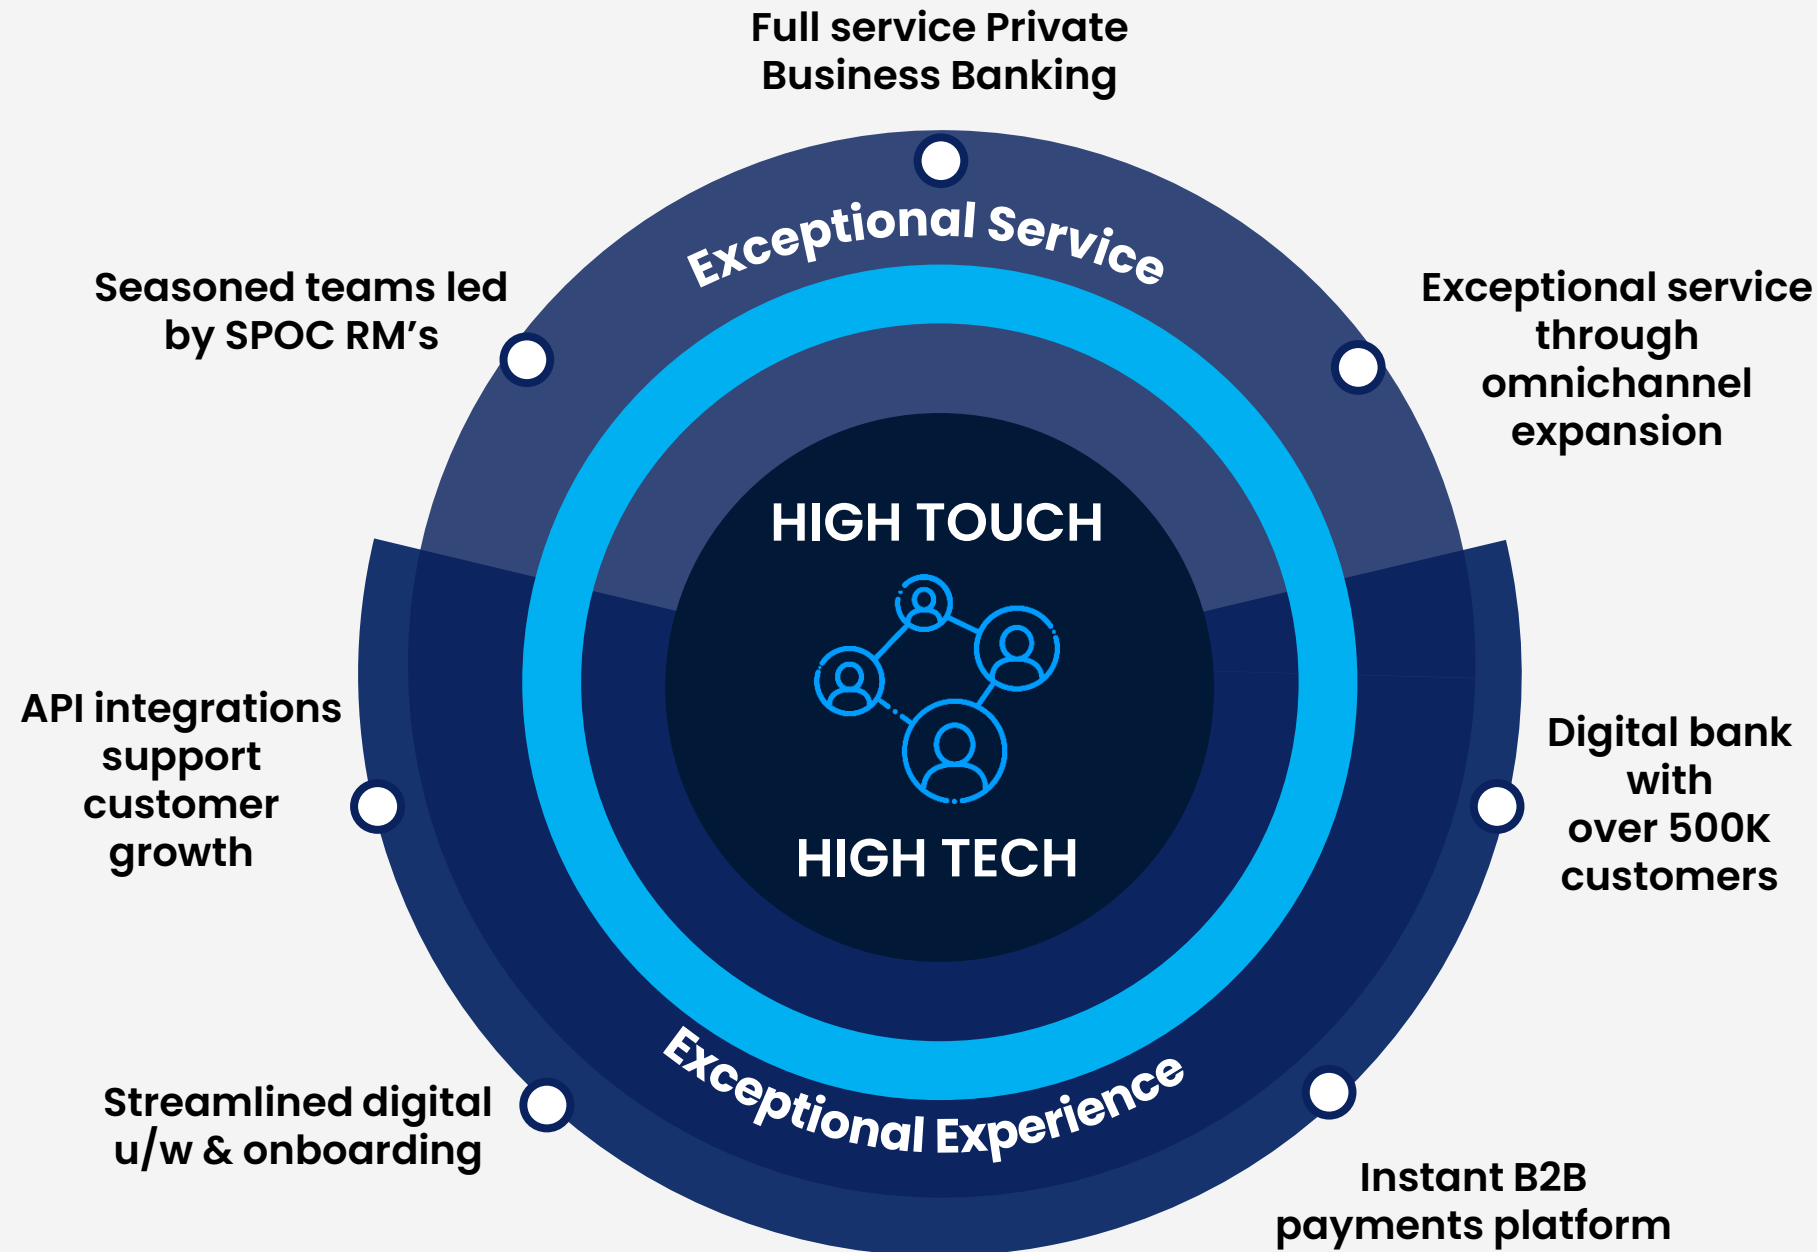 Full service Private
Business Banking
Exceptional Service
Seasoned teams led
by SPOC RM’s
Exceptional service
through
omnichannel
expansion
HIGH TOUCH
HIGH TECH
API integrations
support
customer
growth
Digital bank
with
over 500K
customers
Exceptional Experience
Streamlined digital
u/w & onboarding
Instant B2B
payments platform